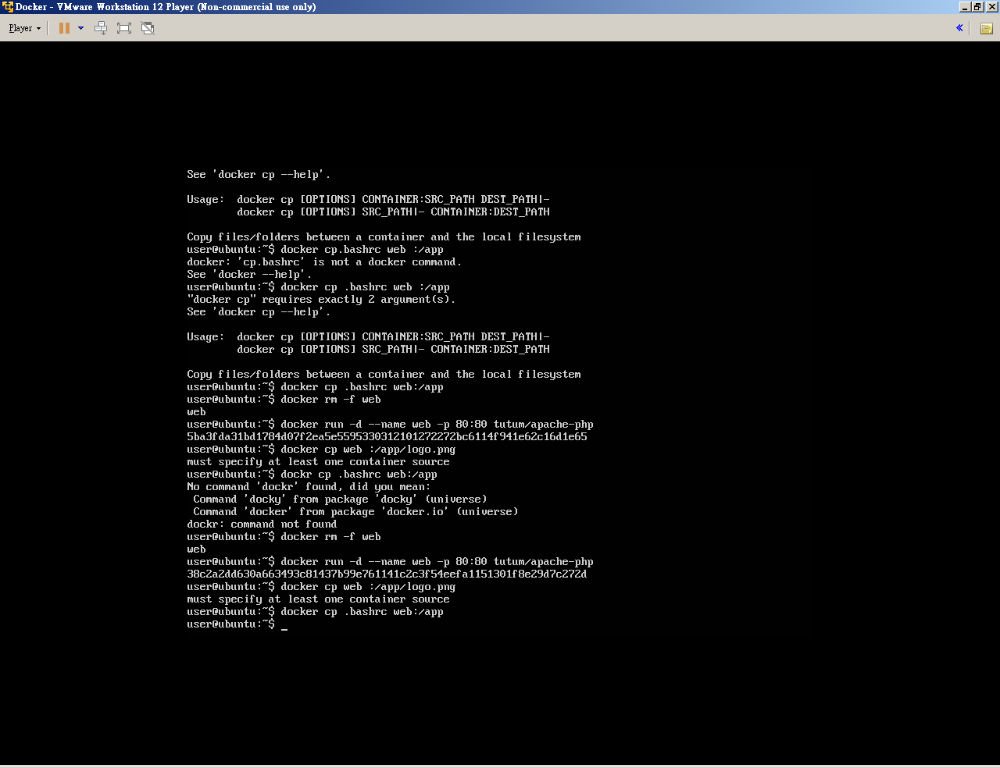 Docker - VMware Workstation 12 Player (Non-commercial use only)
Player
See 'docker cp --help'.
Usage:  docker cp [OPTIONS] CONTAINER:SRC_PATH DEST_PATH|-
        docker cp [OPTIONS] SRC_PATH|- CONTAINER:DEST_PATH
Copy files/folders between a container and the local filesystem
user@ubuntu:~$ docker cp.bashrc web :/app
docker: 'cp.bashrc' is not a docker command.
See 'docker --help'.
user@ubuntu:~$ docker cp .bashrc web :/app
"docker cp" requires exactly 2 argument(s).
See 'docker cp --help'.
Usage:  docker cp [OPTIONS] CONTAINER:SRC_PATH DEST_PATH|-
        docker cp [OPTIONS] SRC_PATH|- CONTAINER:DEST_PATH
Copy files/folders between a container and the local filesystem
user@ubuntu:~$ docker cp .bashrc web:/app
user@ubuntu:~$ docker rm -f web
web
user@ubuntu:~$ docker run -d --name web -p 80:80 tutum/apache-php
5ba3fda31bd1784d07f2ea5e5595330312101272272bc6114f941e62c16d1e65
user@ubuntu:~$ docker cp web :/app/logo.png
must specify at least one container source
user@ubuntu:~$ dockr cp .bashrc web:/app
No command 'dockr' found, did you mean:
 Command 'docky' from package 'docky' (universe)
 Command 'docker' from package 'docker.io' (universe)
dockr: command not found
user@ubuntu:~$ docker rm -f web
web
user@ubuntu:~$ docker run -d --name web -p 80:80 tutum/apache-php
38c2a2dd630a663493c81437b99e761141c2c3f54eefa1151301f8e29d7c272d
user@ubuntu:~$ docker cp web :/app/logo.png
must specify at least one container source
user@ubuntu:~$ docker cp .bashrc web:/app
user@ubuntu:~$ _